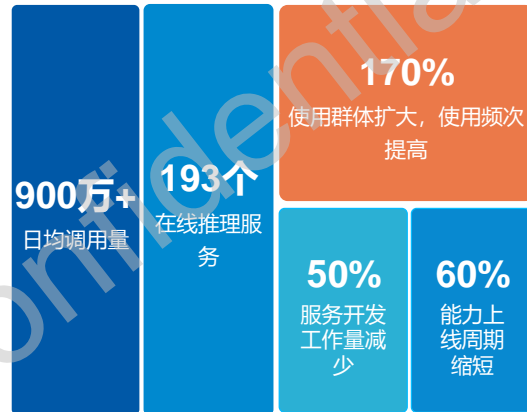 900万+
日均调用量
193个
在线推理服
务
170%
使用群体扩大，使用频次
提高
50%
服务开发
工作量减
少
60%
能力上
线周期
缩短
onfidential